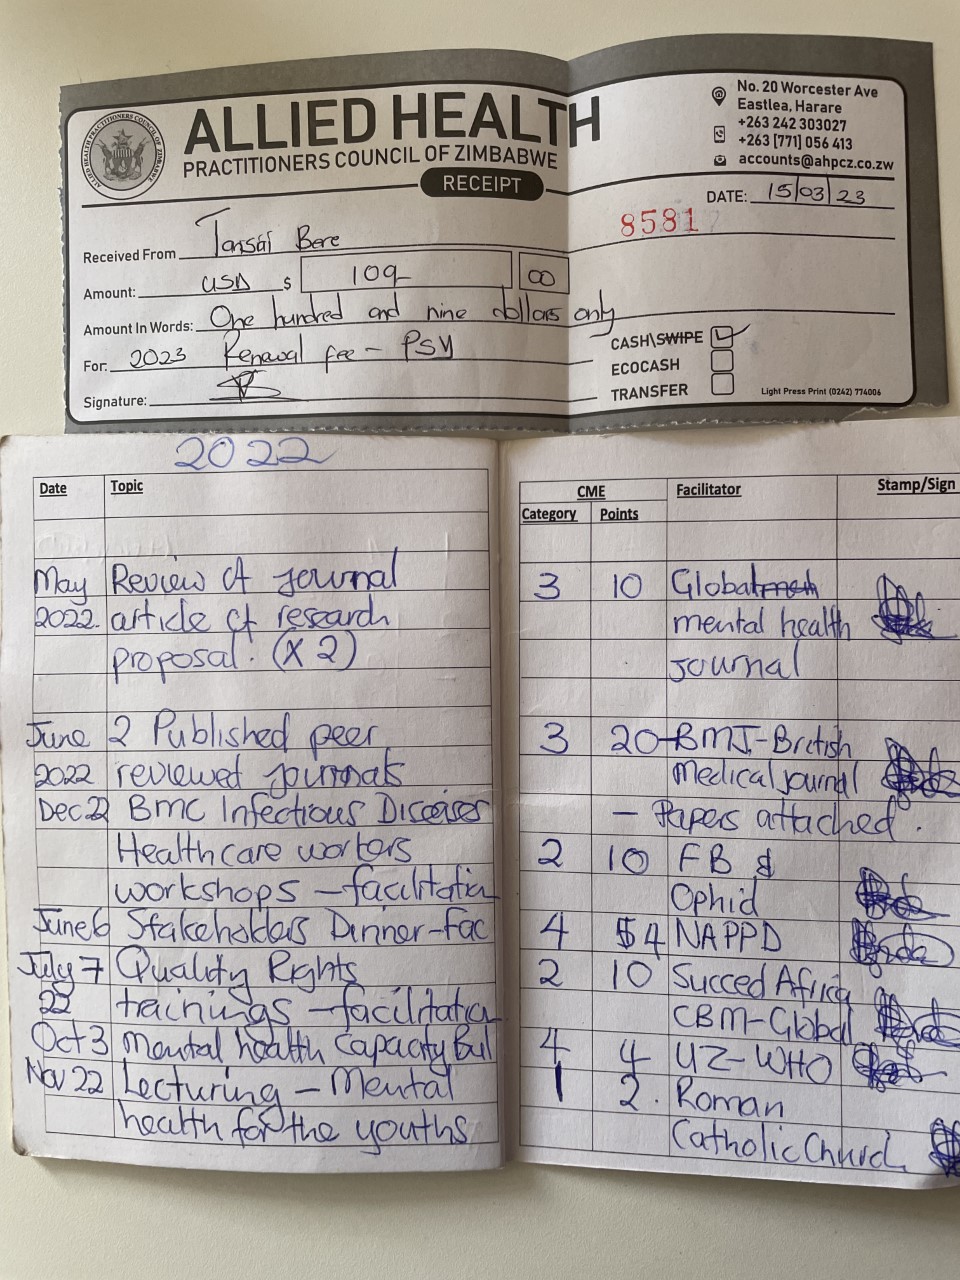 ALLIED HEALTH
PRACTITIONERS COUNCIL OF ZIMBABWE
RECEIPT
ALLIED HEALTH PRACTITIONERS COUNCIL OF ZIMBABWE
No. 20 Worcester Ave
Eastlea, Harare
+263 242 303027
+263 [771] 056 413
accounts@ahpcz.co.zw
DATE: 15/03/23
8581
Received From Tarisai Bere
Amount: USD $ 109 00
Amount In Words: One hundred and nine dollars only
For: 2023 Renewal fee - PSY
Signature:
CASH\SWIPE
ECOCASH
TRANSFER
Light Press Print (0242) 774006
2022
Date Topic
May Review of journal
2022. article of research
proposal. (X 2)
June 2 Published peer
2022 reviewed journals
Dec 22 BMC Infectious Diseases
Healthcare workers
workshops - facilitation
June 6 Stakeholders Dinner-Fac
July 7 Quality Rights
22 trainings - facilitation
Oct 3 Mental health Capacity Buil
Nov 22 Lecturing - Mental
health for the youths
CME Facilitator Stamp/Sign
Category Points
3 10 Global
mental health
journal
3 20 - BMJ - British
Medical journal
- Papers attached.
2 10 FB &
Ophid
4 4 NAPPD
2 10 Succed Africa
CBM-Global
4 4 UZ-WHO
1 2. Roman
Catholic Church